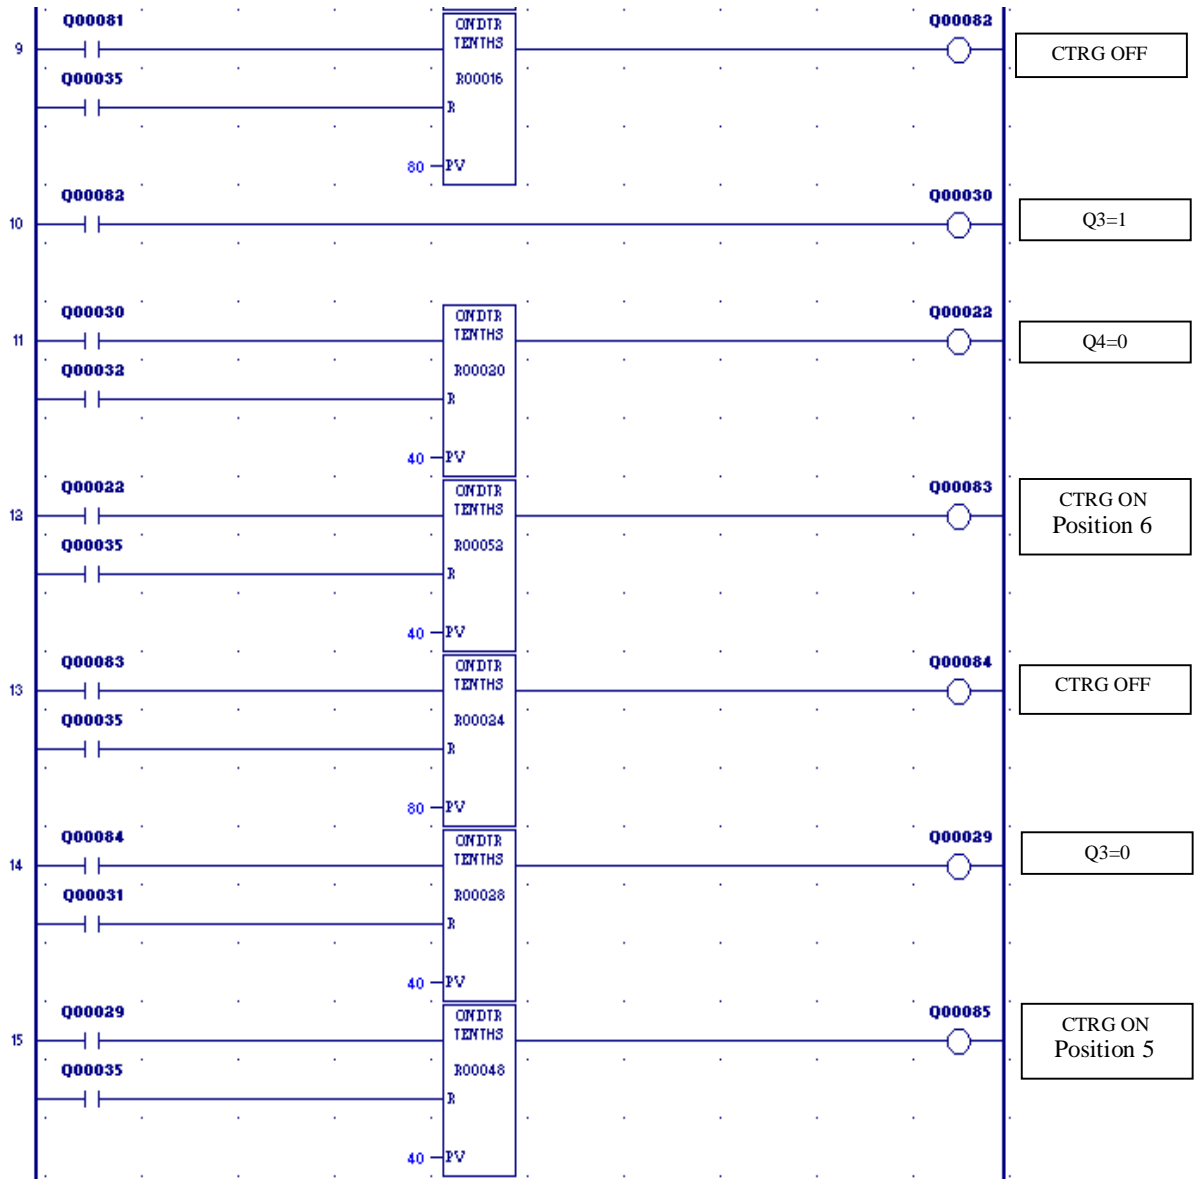 Q00081 ONDTR Q00082
9 TENTHS CTRG OFF
Q00035 R00016
R
80 PV
Q00082 Q00030
10 Q3=1
Q00030 ONDTR Q00022
11 TENTHS Q4=0
Q00032 R00020
R
40 PV
Q00022 ONDTR Q00083
12 TENTHS CTRG ON
Position 6
Q00035 R00052
R
40 PV
Q00083 ONDTR Q00084
13 TENTHS CTRG OFF
Q00035 R00024
R
80 PV
Q00084 ONDTR Q00029
14 TENTHS Q3=0
Q00031 R00028
R
40 PV
Q00029 ONDTR Q00085
15 TENTHS CTRG ON
Position 5
Q00035 R00048
R
40 PV